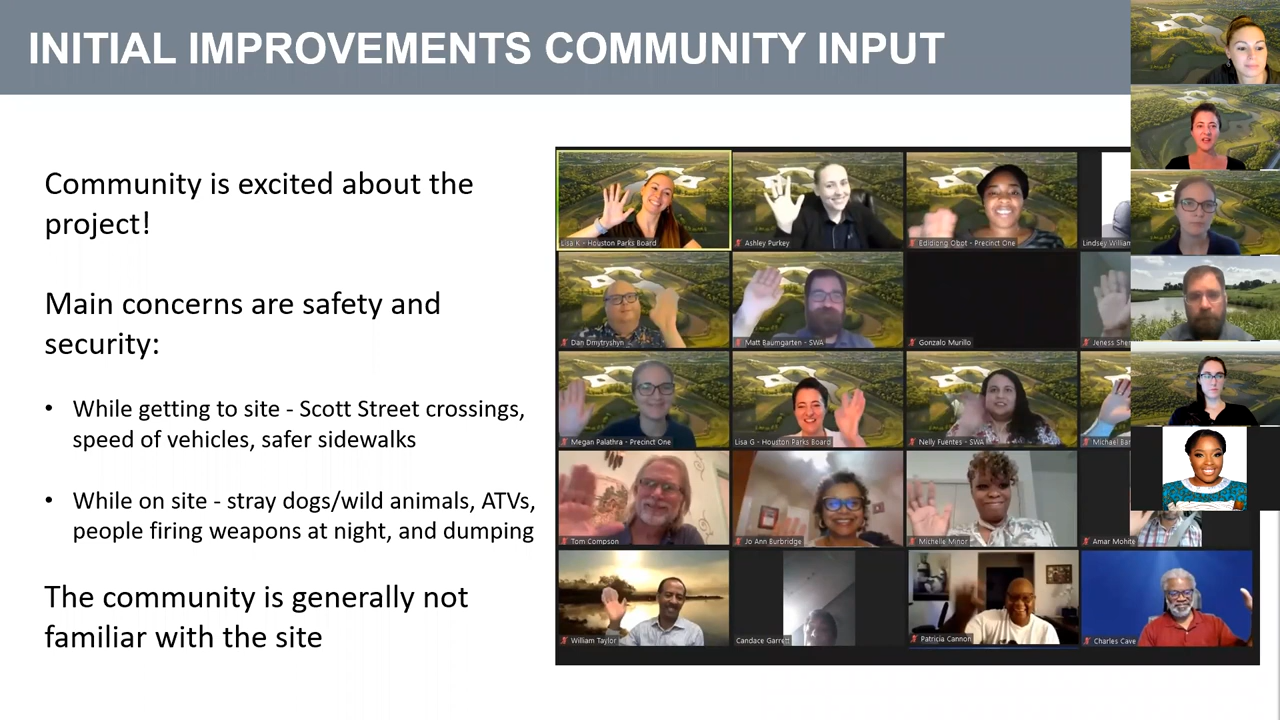 INITIAL IMPROVEMENTS COMMUNITY INPUT
Community is excited about the
project!
Main concerns are safety and
security:
• While getting to site - Scott Street crossings,
speed of vehicles, safer sidewalks
• While on site - stray dogs/wild animals, ATVs,
people firing weapons at night, and dumping
The community is generally not
familiar with the site
Lisa K - Houston Parks Board
Ashley Purkey
Edidiong Obot - Precinct One
Lindsey William
Dan Dmytryshyn
Matt Baumgarten - SWA
Gonzalo Murillo
Jeness She
Megan Palathra - Precinct One
Lisa G - Houston Parks Board
Nelly Fuentes - SWA
Michael Bar
Tom Compson
Jo Ann Burbridge
Michelle Minor
Amar Mohite
William Taylor
Candace Garrett
Patricia Cannon
Charles Cave